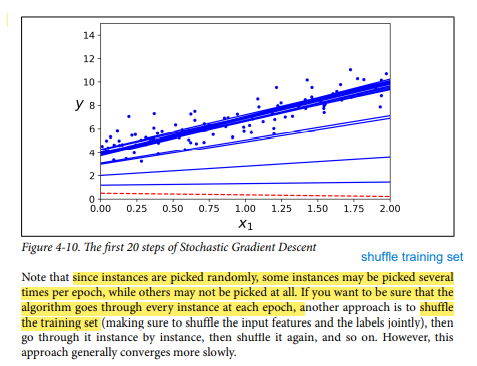 14
12
10
y
8
6
4
2
0
0.00 0.25 0.50 0.75 1.00 1.25 1.50 1.75 2.00
x1
Figure 4-10. The first 20 steps of Stochastic Gradient Descent
shuffle training set
Note that since instances are picked randomly, some instances may be picked several
times per epoch, while others may not be picked at all. If you want to be sure that the
algorithm goes through every instance at each epoch, another approach is to shuffle
the training set (making sure to shuffle the input features and the labels jointly), then
go through it instance by instance, then shuffle it again, and so on. However, this
approach generally converges more slowly.